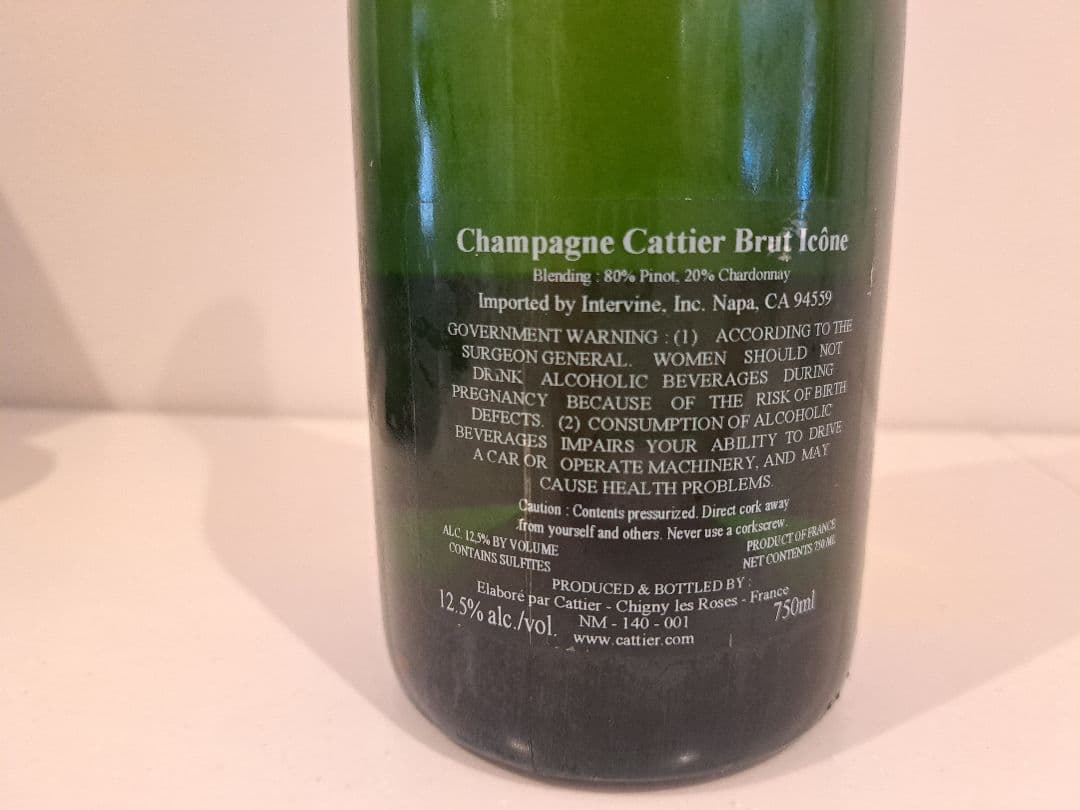 Champagne Cattier Brut Icône
Blending : 80% Pinot, 20% Chardonnay
Imported by Intervine, Inc. Napa, CA 94559
GOVERNMENT WARNING : (1) ACCORDING TO THE
SURGEON GENERAL. WOMEN SHOULD NOT
DRINK ALCOHOLIC BEVERAGES DURING
PREGNANCY BECAUSE OF THE RISK OF BIRTH
DEFECTS. (2) CONSUMPTION OF ALCOHOLIC
BEVERAGES IMPAIRS YOUR ABILITY TO DRIVE
A CAR OR OPERATE MACHINERY, AND MAY
CAUSE HEALTH PROBLEMS.
Caution : Contents pressurized. Direct cork away
from yourself and others. Never use a corkscrew.
ALC. 12,5% BY VOLUME
CONTAINS SULFITES
PRODUCT OF FRANCE
NET CONTENTS 750 ML
PRODUCED & BOTTLED BY :
Elaboré par Cattier - Chigny les Roses - France
12.5% alc./vol.
NM - 140 - 001
750ml
www.cattier.com